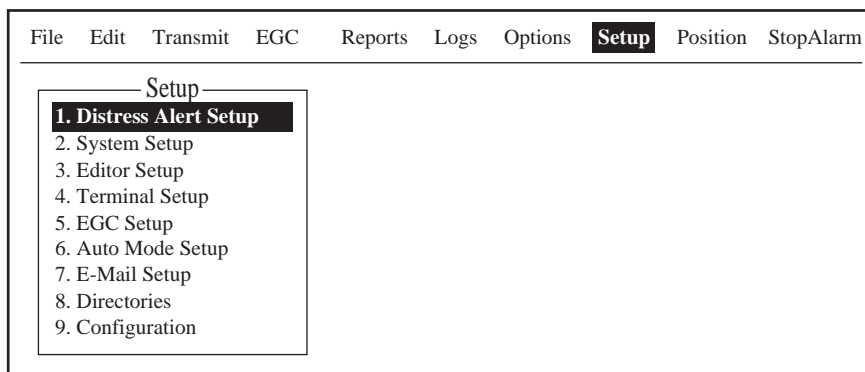 File Edit Transmit EGC Reports Logs Options Setup Position StopAlarm
Setup
1. Distress Alert Setup
2. System Setup
3. Editor Setup
4. Terminal Setup
5. EGC Setup
6. Auto Mode Setup
7. E-Mail Setup
8. Directories
9. Configuration